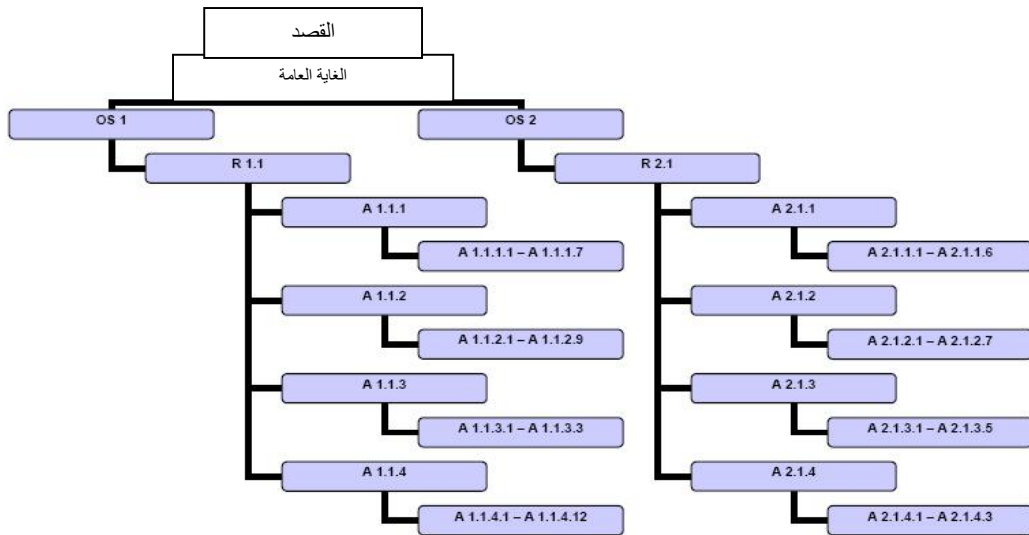 القصد
الغاية العامة
OS 1
OS 2
R 1.1
R 2.1
A 1.1.1
A 2.1.1
A 1.1.1.1 – A 1.1.1.7
A 2.1.1.1 – A 2.1.1.6
A 1.1.2
A 2.1.2
A 1.1.2.1 – A 1.1.2.9
A 2.1.2.1 – A 2.1.2.7
A 1.1.3
A 2.1.3
A 1.1.3.1 – A 1.1.3.3
A 2.1.3.1 – A 2.1.3.5
A 1.1.4
A 2.1.4
A 1.1.4.1 – A 1.1.4.12
A 2.1.4.1 – A 2.1.4.3